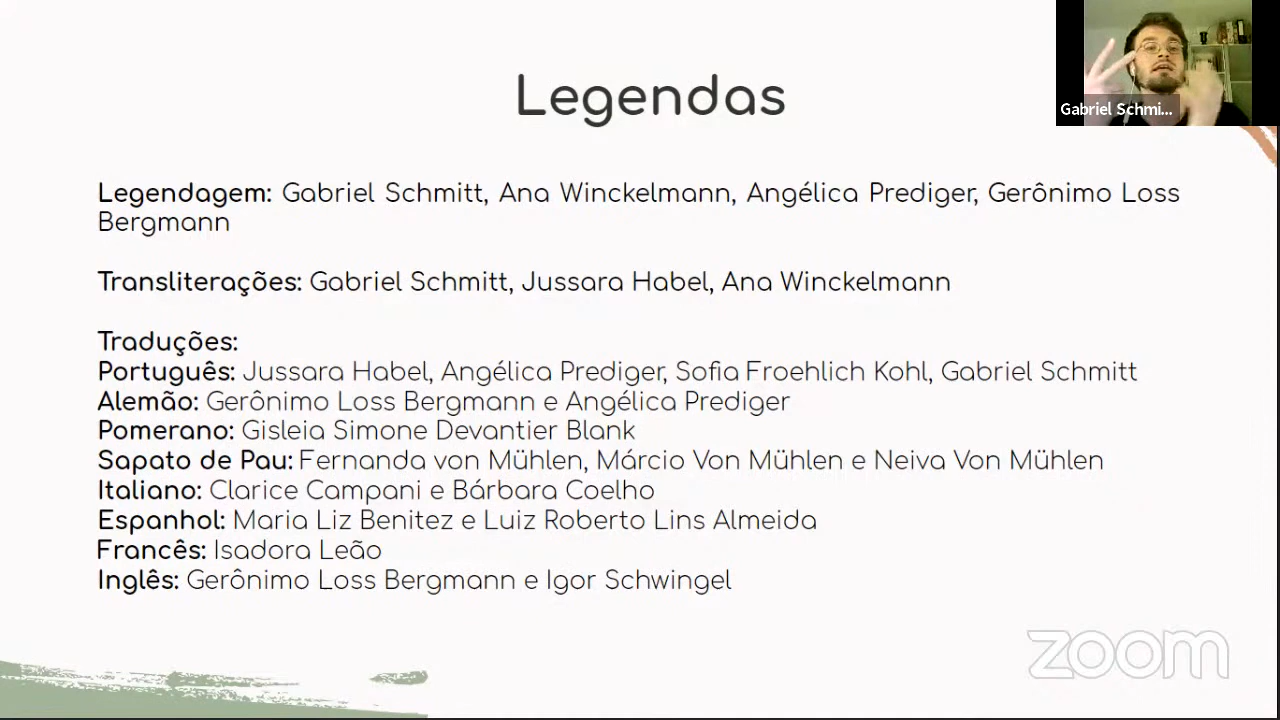 Legendas
Gabriel Schmi...
Legendagem: Gabriel Schmitt, Ana Winckelmann, Angélica Prediger, Gerônimo Loss
Bergmann
Transliterações: Gabriel Schmitt, Jussara Habel, Ana Winckelmann
Traduções:
Português: Jussara Habel, Angélica Prediger, Sofia Froehlich Kohl, Gabriel Schmitt
Alemão: Gerônimo Loss Bergmann e Angélica Prediger
Pomerano: Gisleia Simone Devantier Blank
Sapato de Pau: Fernanda von Mühlen, Márcio Von Mühlen e Neiva Von Mühlen
Italiano: Clarice Campani e Bárbara Coelho
Espanhol: Maria Liz Benitez e Luiz Roberto Lins Almeida
Francês: Isadora Leão
Inglês: Gerônimo Loss Bergmann e Igor Schwingel
zoom